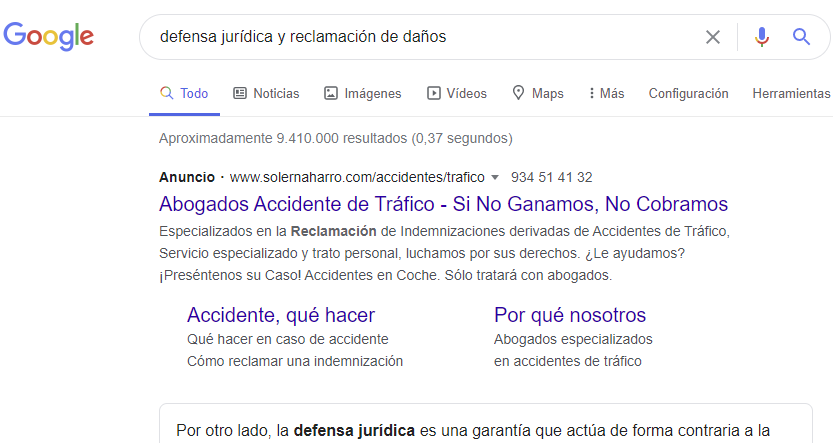 Google
defensa jurídica y reclamación de daños
Todo Noticias Imágenes Vídeos Maps Más Configuración Herramientas
Aproximadamente 9.410.000 resultados (0,37 segundos)
Anuncio · www.solernaharro.com/accidentes/trafico 934 51 41 32
Abogados Accidente de Tráfico - Si No Ganamos, No Cobramos
Especializados en la Reclamación de Indemnizaciones derivadas de Accidentes de Tráfico,
Servicio especializado y trato personal, luchamos por sus derechos. ¿Le ayudamos?
¡Preséntenos su Caso! Accidentes en Coche. Sólo tratará con abogados.
Accidente, qué hacer
Qué hacer en caso de accidente
Cómo reclamar una indemnización
Por qué nosotros
Abogados especializados
en accidentes de tráfico
Por otro lado, la defensa jurídica es una garantía que actúa de forma contraria a la